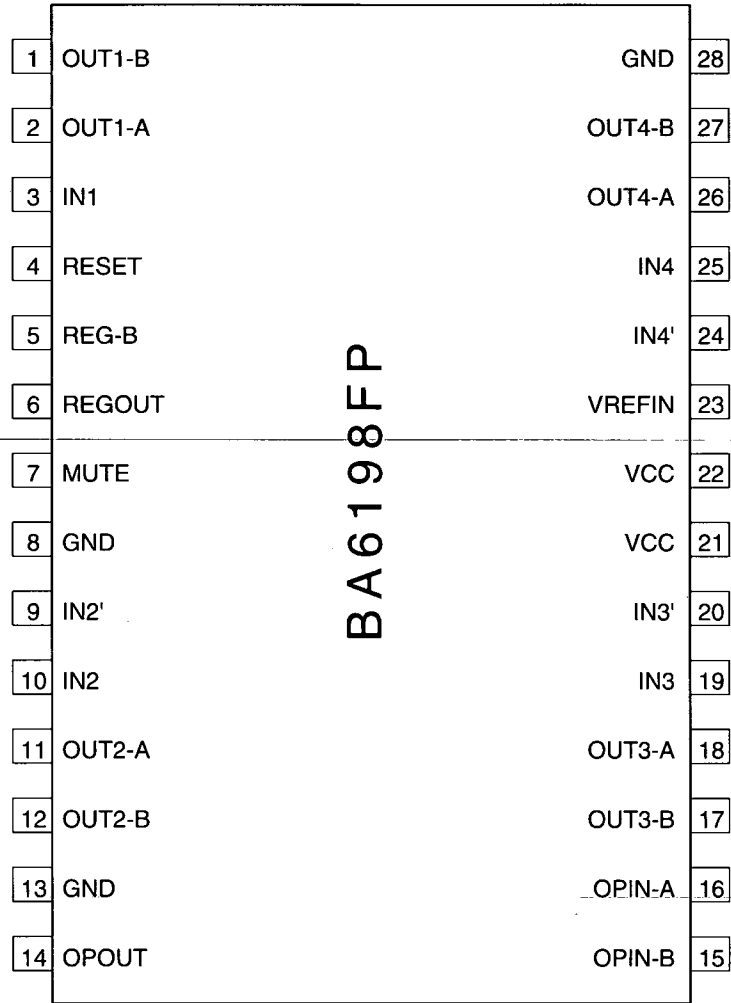 1 OUT1-B GND 28
2 OUT1-A OUT4-B 27
3 IN1 OUT4-A 26
4 RESET IN4 25
5 REG-B IN4' 24
6 REGOUT VREFIN 23
7 MUTE VCC 22
8 GND VCC 21
9 IN2' IN3' 20
10 IN2 IN3 19
11 OUT2-A OUT3-A 18
12 OUT2-B OUT3-B 17
13 GND OPIN-A 16
14 OPOUT OPIN-B 15
BA6198FP